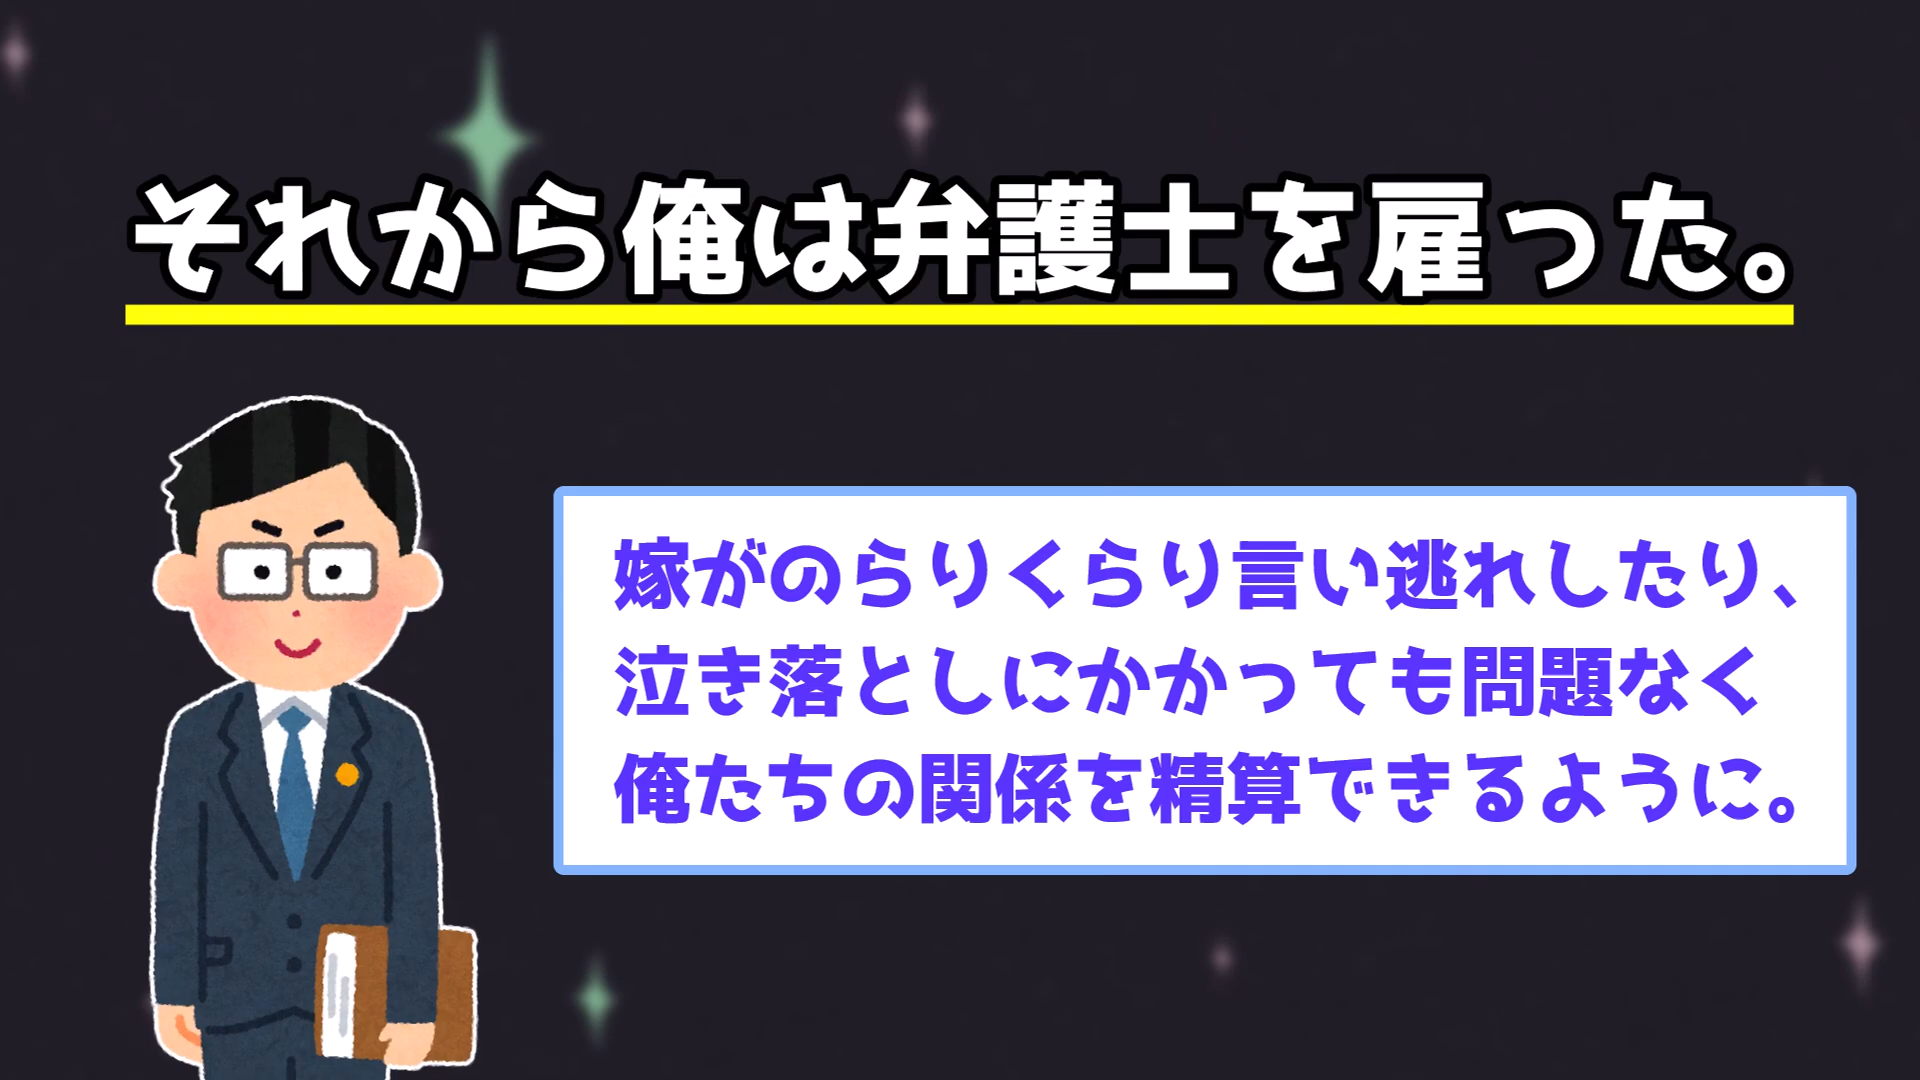 それから俺は弁護士を雇った。
嫁がのらりくらり言い逃れしたり、
泣き落としにかかっても問題なく
俺たちの関係を精算できるように。